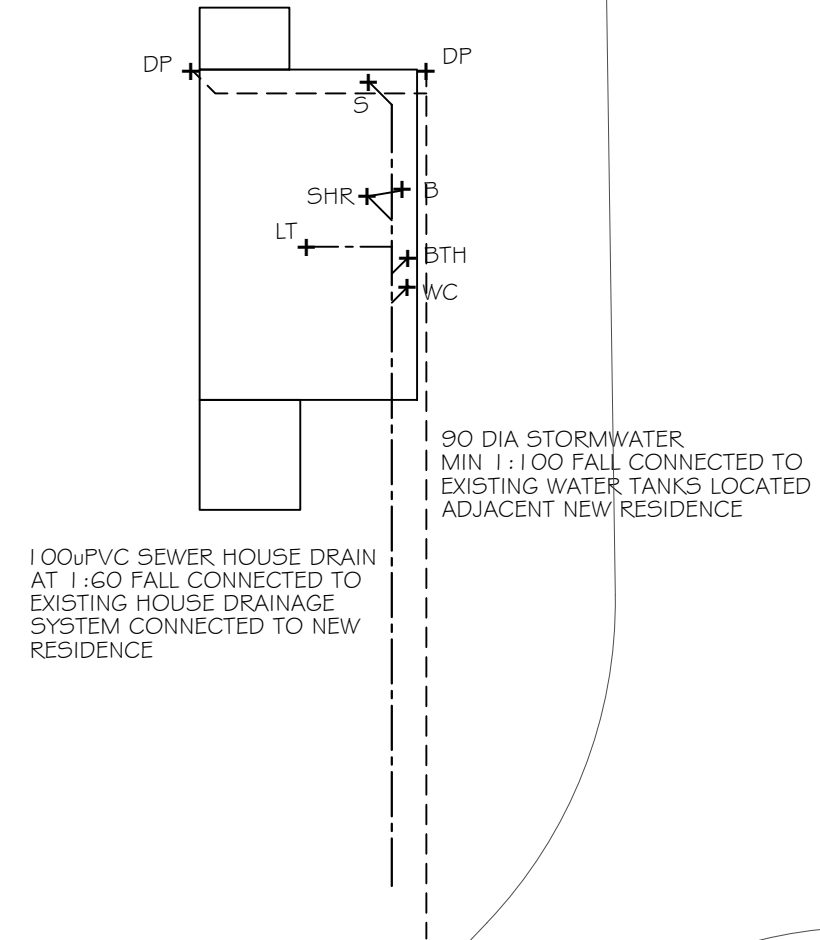 DP
DP
S
SHR
B
LT
BTH
WC
90 DIA STORMWATER
MIN 1:100 FALL CONNECTED TO
EXISTING WATER TANKS LOCATED
ADJACENT NEW RESIDENCE
100uPVC SEWER HOUSE DRAIN
AT 1:60 FALL CONNECTED TO
EXISTING HOUSE DRAINAGE
SYSTEM CONNECTED TO NEW
RESIDENCE